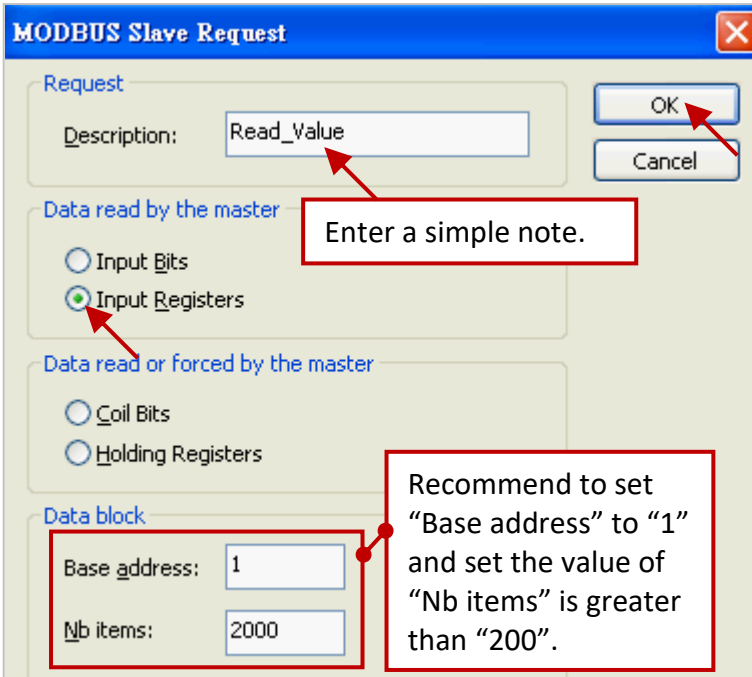 MODBUS Slave Request
Request
OK
Description:
Read_Value
Cancel
Data read by the master
Enter a simple note.
Input Bits
Input Registers
Data read or forced by the master
Coil Bits
Holding Registers
Recommend to set
“Base address” to “1”
and set the value of
“Nb items” is greater
than “200”.
Data block
Base address:
1
Nb items:
2000